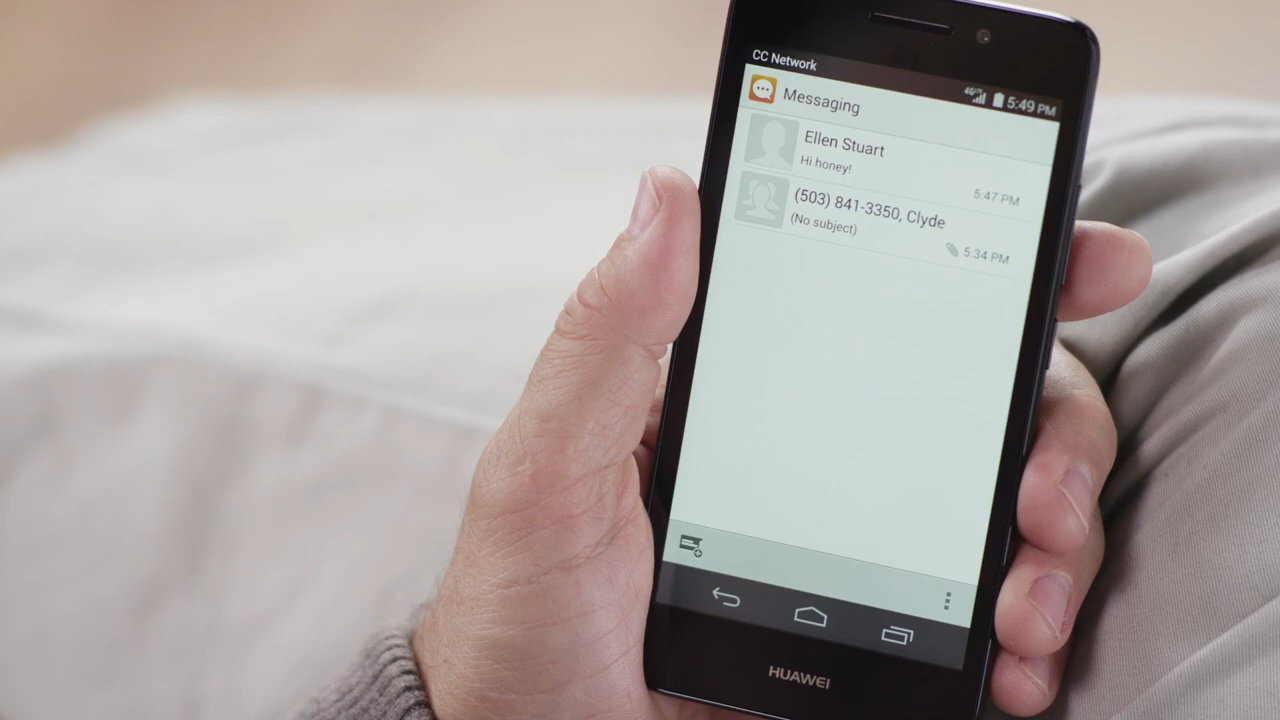 CC Network
4G LTE 5:49 PM
Messaging
Ellen Stuart
Hi honey!
5:47 PM
(503) 841-3350, Clyde
(No subject)
5:34 PM
HUAWEI